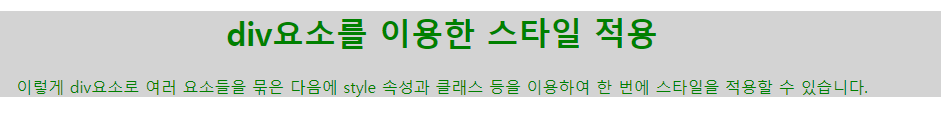 div요소를 이용한 스타일 적용
이렇게 div요소로 여러 요소들을 묶은 다음에 style 속성과 클래스 등을 이용하여 한 번에 스타일을 적용할 수 있습니다.